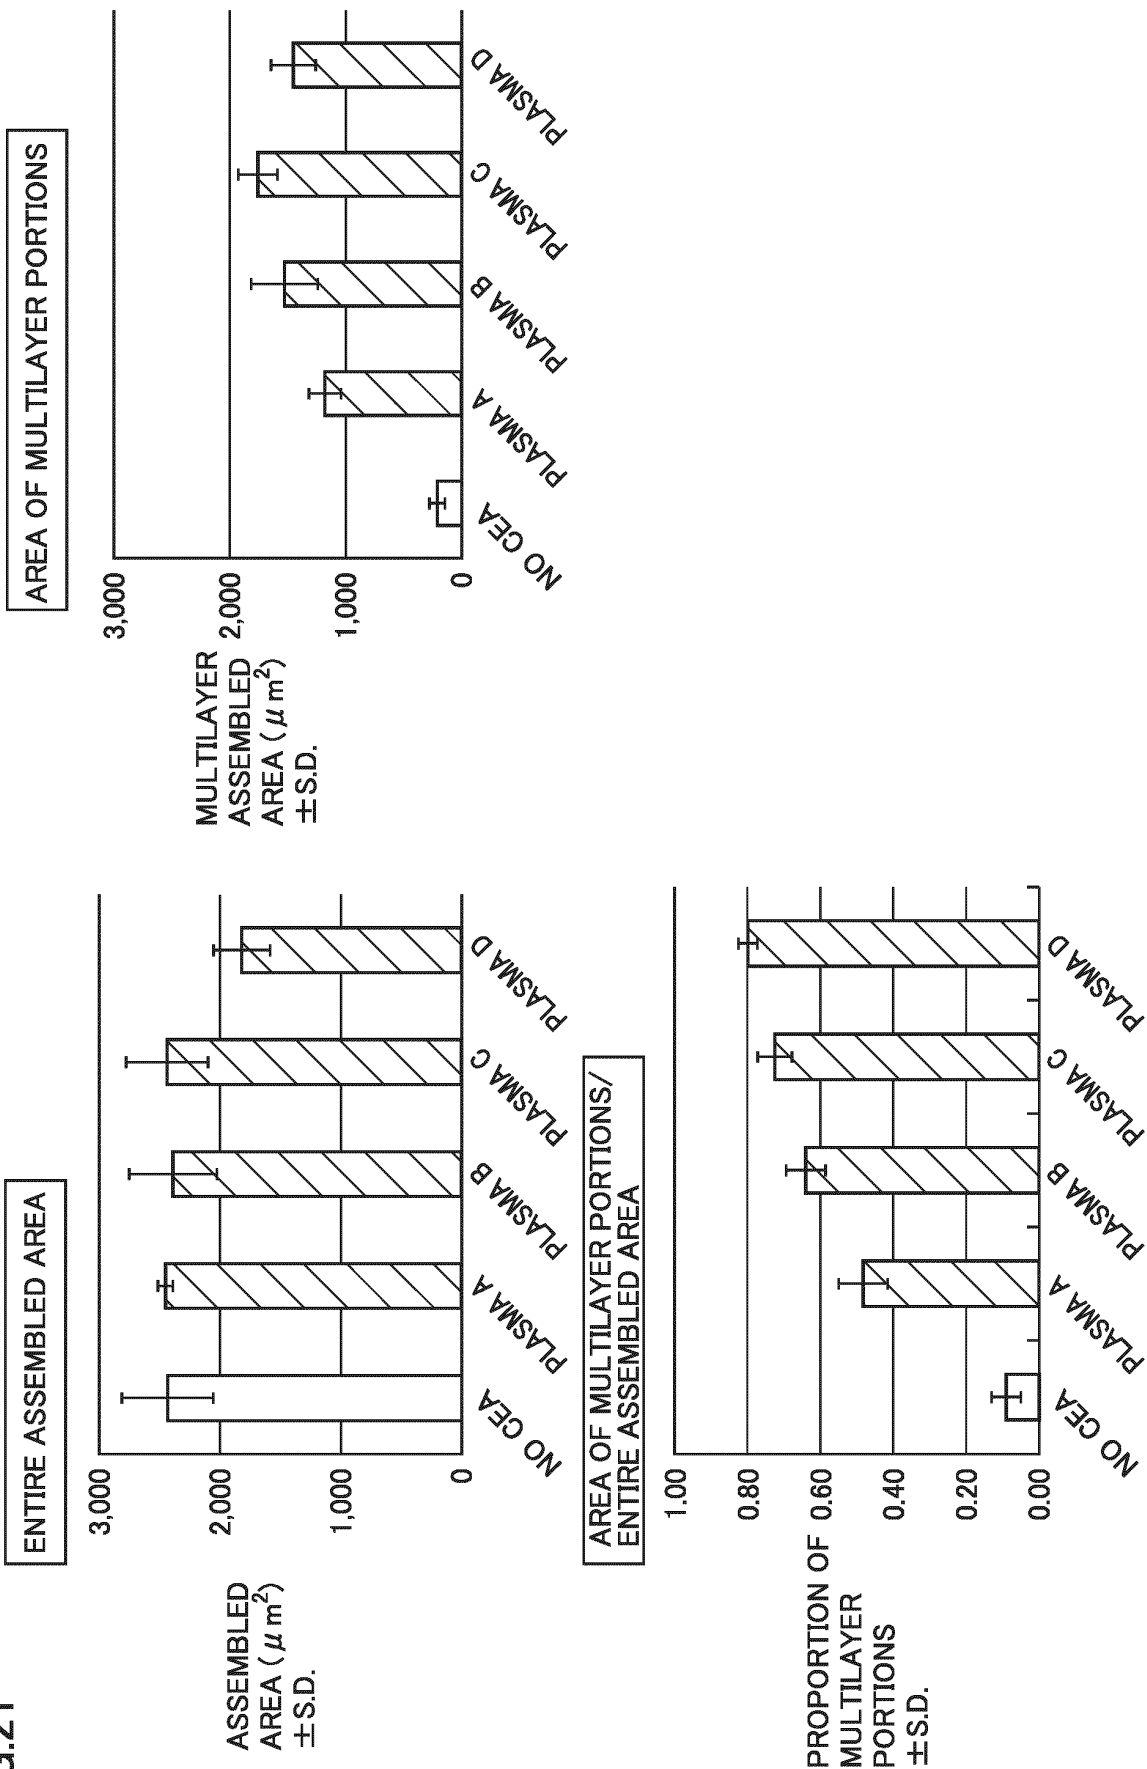 ENTIRE ASSEMBLED AREA
ASSEMBLED
AREA (μm²)
±S.D.
3,000
2,000
1,000
0
NO CEA
PLASMA A
PLASMA B
PLASMA C
PLASMA D
AREA OF MULTILAYER PORTIONS
MULTILAYER
ASSEMBLED
AREA (μm²)
±S.D.
3,000
2,000
1,000
0
NO CEA
PLASMA A
PLASMA B
PLASMA C
PLASMA D
AREA OF MULTILAYER PORTIONS/
ENTIRE ASSEMBLED AREA
PROPORTION OF
MULTILAYER
PORTIONS
±S.D.
1.00
0.80
0.60
0.40
0.20
0.00
NO CEA
PLASMA A
PLASMA B
PLASMA C
PLASMA D